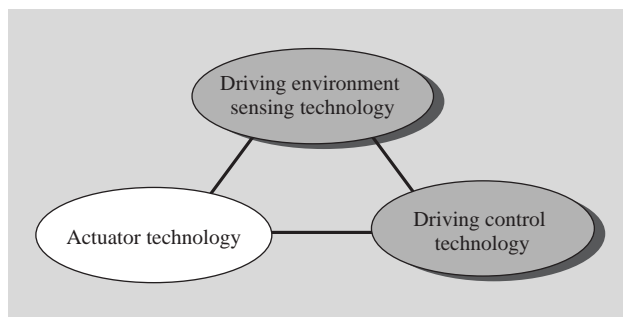 Driving environment
sensing technology
Actuator technology
Driving control
technology